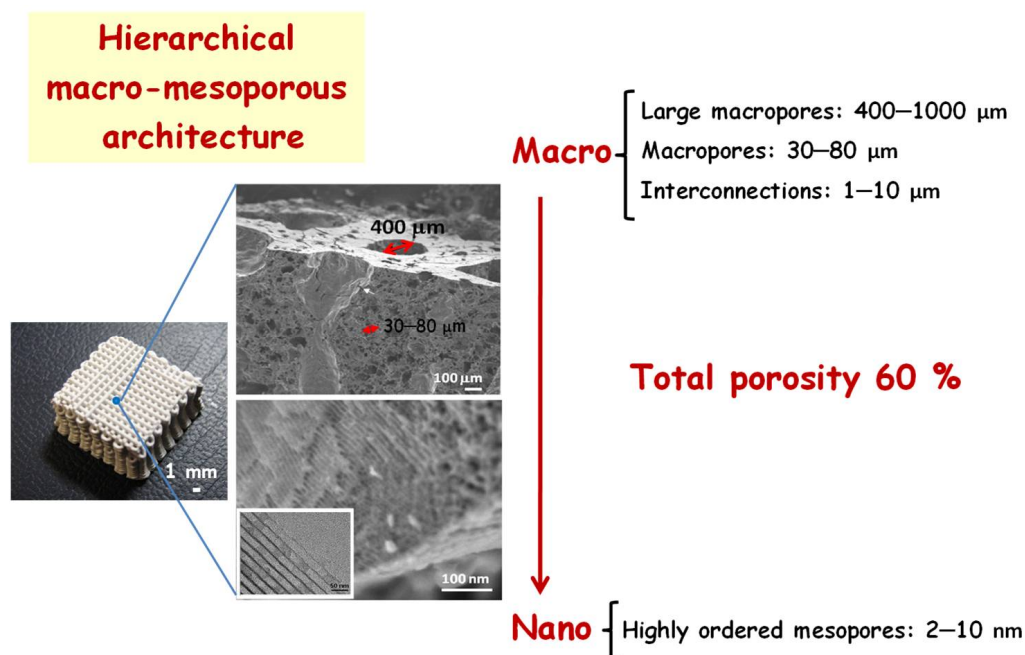 Hierarchical
macro-mesoporous
architecture
Macro
Large macropores: 400–1000 μm
Macropores: 30–80 μm
Interconnections: 1–10 μm
400 μm
30–80 μm
100 μm
1 mm
Total porosity 60 %
50 nm
100 nm
Nano
Highly ordered mesopores: 2–10 nm